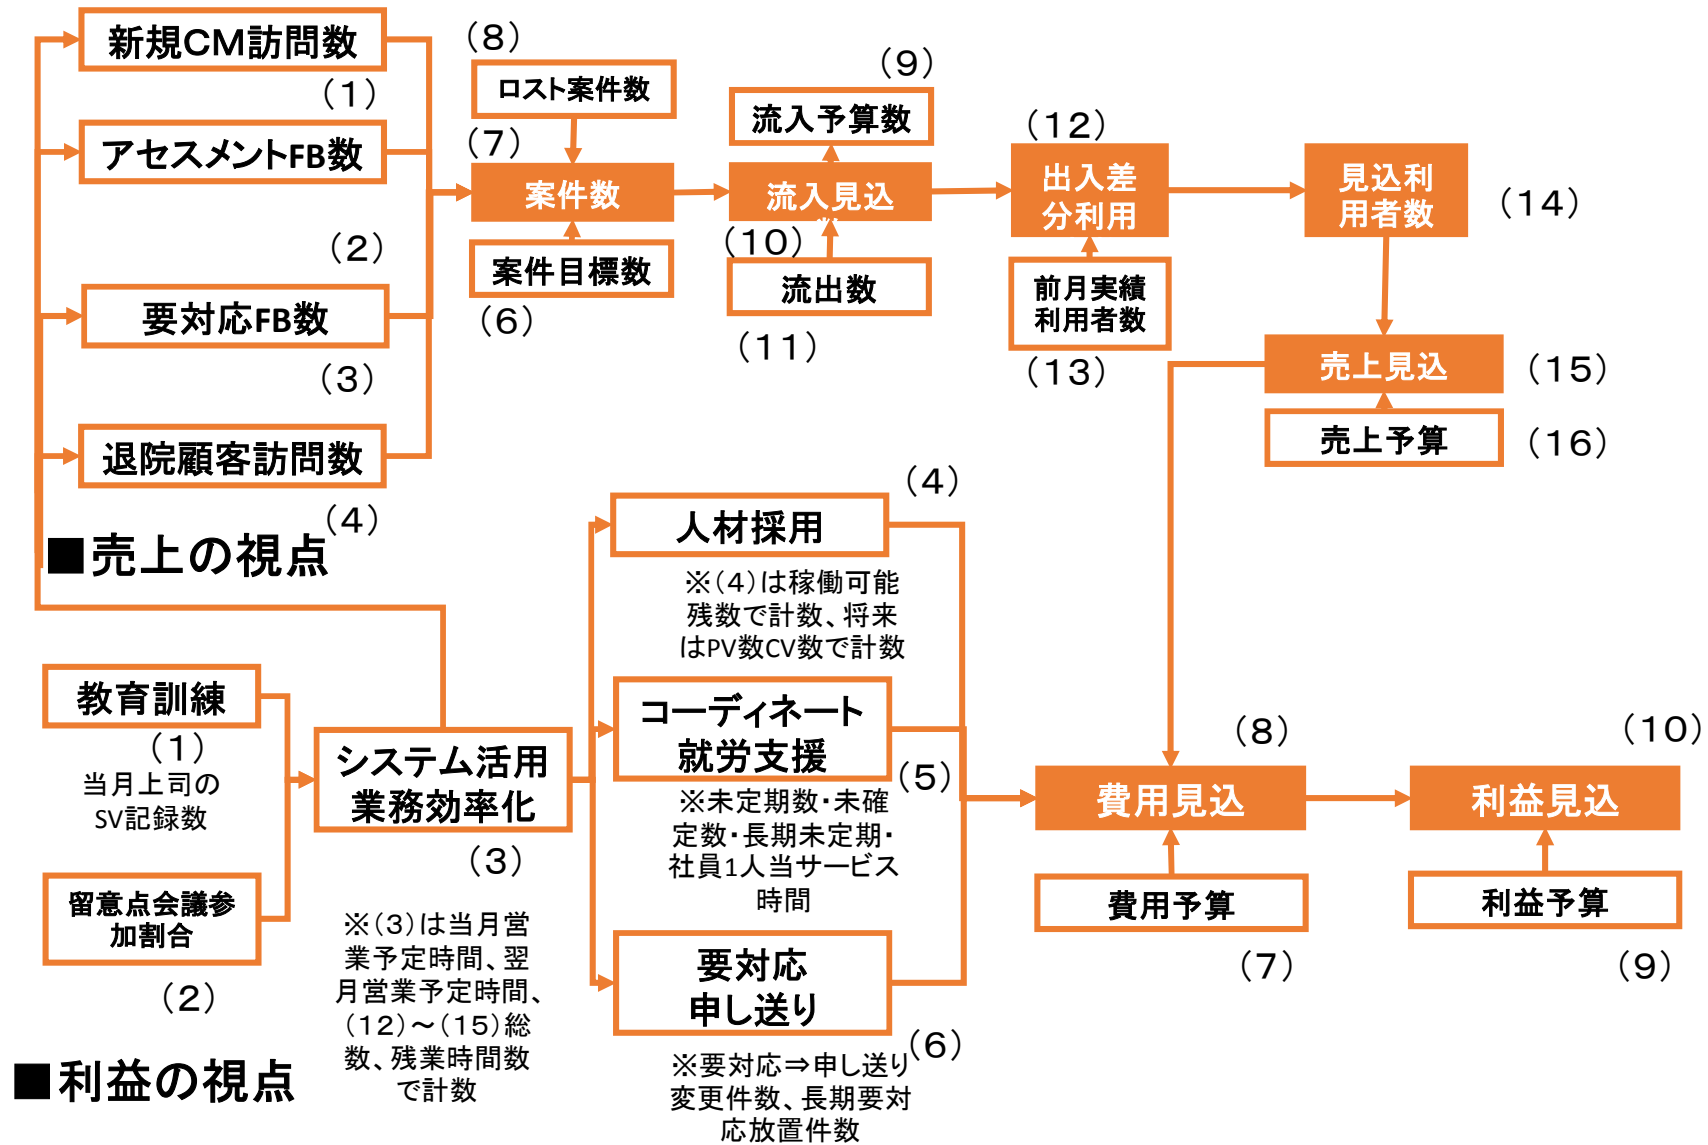 新規CM訪問数
（1）
アセスメントFB数
（2）
要対応FB数
（3）
退院顧客訪問数
（4）
■売上の視点
（8）
ロスト案件数
（7）
案件数
案件目標数
（6）
（9）
流入予算数
流入見込
数
（10）
流出数
（11）
（12）
出入差
分利用
前月実績
利用者数
（13）
見込利
用者数
（14）
売上見込
（15）
売上予算
（16）
教育訓練
（1）
当月上司の
SV記録数
留意点会議参
加割合
（2）
■利益の視点
システム活用
業務効率化
（3）
※（3）は当月営
業予定時間、翌
月営業予定時間、
（12）～（15）総
数、残業時間数
で計数
（4）
人材採用
※（4）は稼働可能
残数で計数、将来
はPV数CV数で計数
コーディネート
就労支援
（5）
※未定期数・未確
定数・長期未定期・
社員1人当サービス
時間
要対応
申し送り
（6）
※要対応⇒申し送り
変更件数、長期要対
応放置件数
（8）
費用見込
費用予算
（7）
（10）
利益見込
利益予算
（9）